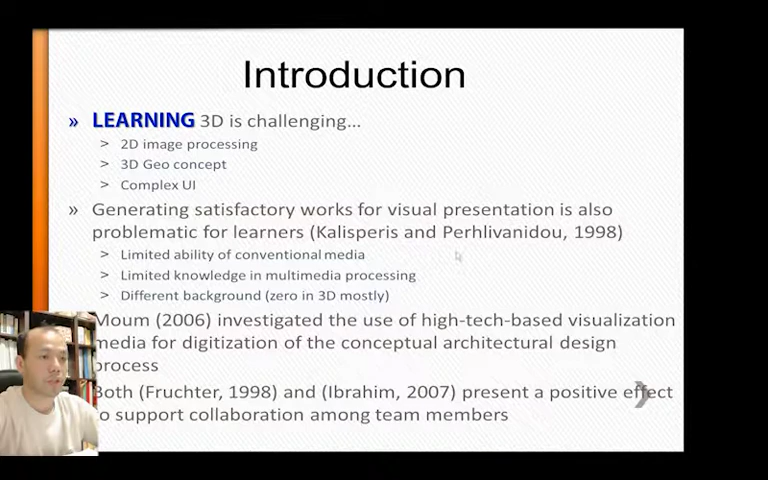 Introduction
» LEARNING 3D is challenging...
> 2D image processing
> 3D Geo concept
> Complex UI
» Generating satisfactory works for visual presentation is also
problematic for learners (Kalisperis and Perhlivanidou, 1998)
> Limited ability of conventional media
> Limited knowledge in multimedia processing
> Different background (zero in 3D mostly)
Moum (2006) investigated the use of high-tech-based visualization
media for digitization of the conceptual architectural design
process
Both (Fruchter, 1998) and (Ibrahim, 2007) present a positive effect
to support collaboration among team members